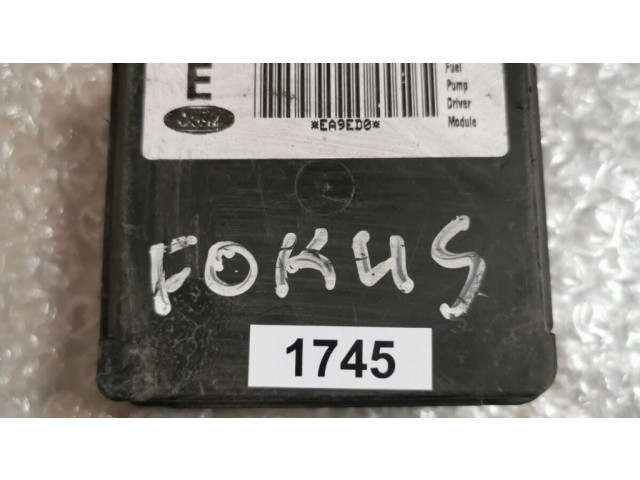 E
Ford
*EA9ED0*
Fuel
Pump
Driver
Module
FOKUS
1745